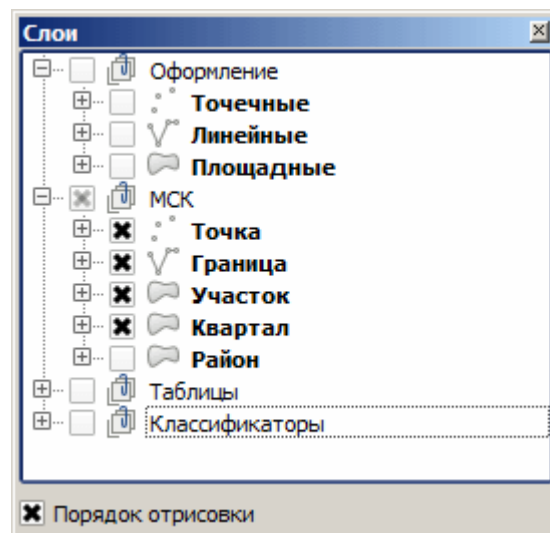 Слои
Оформление
Точечные
Линейные
Площадные
МСК
Точка
Граница
Участок
Квартал
Район
Таблицы
Классификаторы
Порядок отрисовки